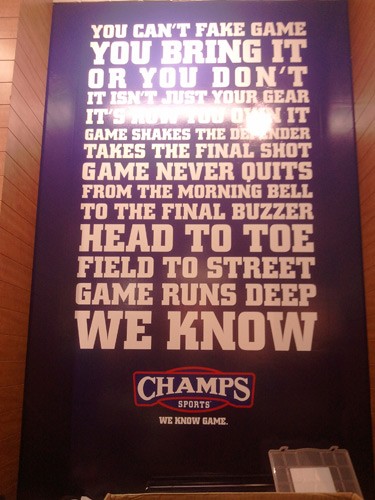 YOU CAN'T FAKE GAME
YOU BRING IT
OR YOU DON'T
IT ISN'T JUST YOUR GEAR
IT'S HOW YOU OWN IT
GAME SHAKES THE DEFENDER
TAKES THE FINAL SHOT
GAME NEVER QUITS
FROM THE MORNING BELL
TO THE FINAL BUZZER
HEAD TO TOE
FIELD TO STREET
GAME RUNS DEEP
WE KNOW
CHAMPS
SPORTS
WE KNOW GAME.